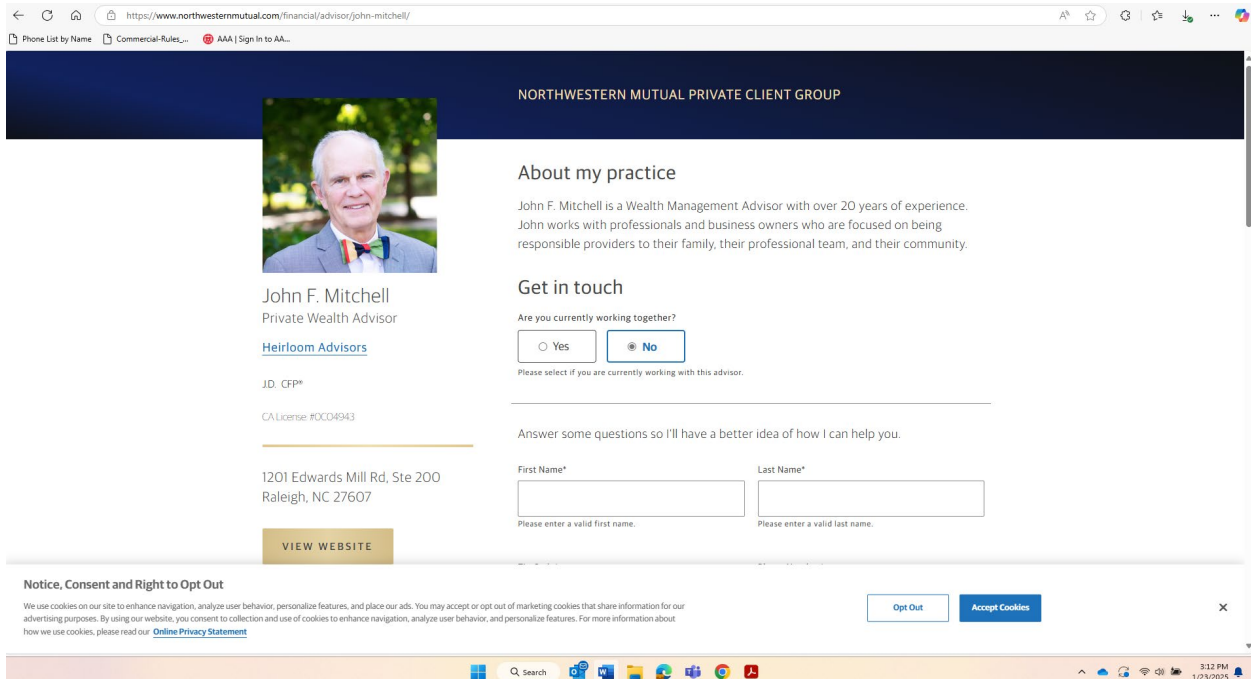 https://www.northwesternmutual.com/financial/advisor/john-mitchell/
Phone List by Name
Commercial-Rules_...
AAA | Sign In to AA...
NORTHWESTERN MUTUAL PRIVATE CLIENT GROUP
John F. Mitchell
Private Wealth Advisor
Heirloom Advisors
J.D. CFP®
CA License: #0C04943
1201 Edwards Mill Rd, Ste 200
Raleigh, NC 27607
VIEW WEBSITE
About my practice
John F. Mitchell is a Wealth Management Advisor with over 20 years of experience.
John works with professionals and business owners who are focused on being
responsible providers to their family, their professional team, and their community.
Get in touch
Are you currently working together?
Yes
No
Please select if you are currently working with this advisor.
Answer some questions so I'll have a better idea of how I can help you.
First Name*
Last Name*
Please enter a valid first name.
Please enter a valid last name.
Notice, Consent and Right to Opt Out
We use cookies on our site to enhance navigation, analyze user behavior, personalize features, and place our ads. You may accept or opt out of marketing cookies that share information for our
advertising purposes. By using our website, you consent to collection and use of cookies to enhance navigation, analyze user behavior, and personalize features. For more information about
how we use cookies, please read our Online Privacy Statement
Opt Out
Accept Cookies
Search
3:12 PM
1/23/2025